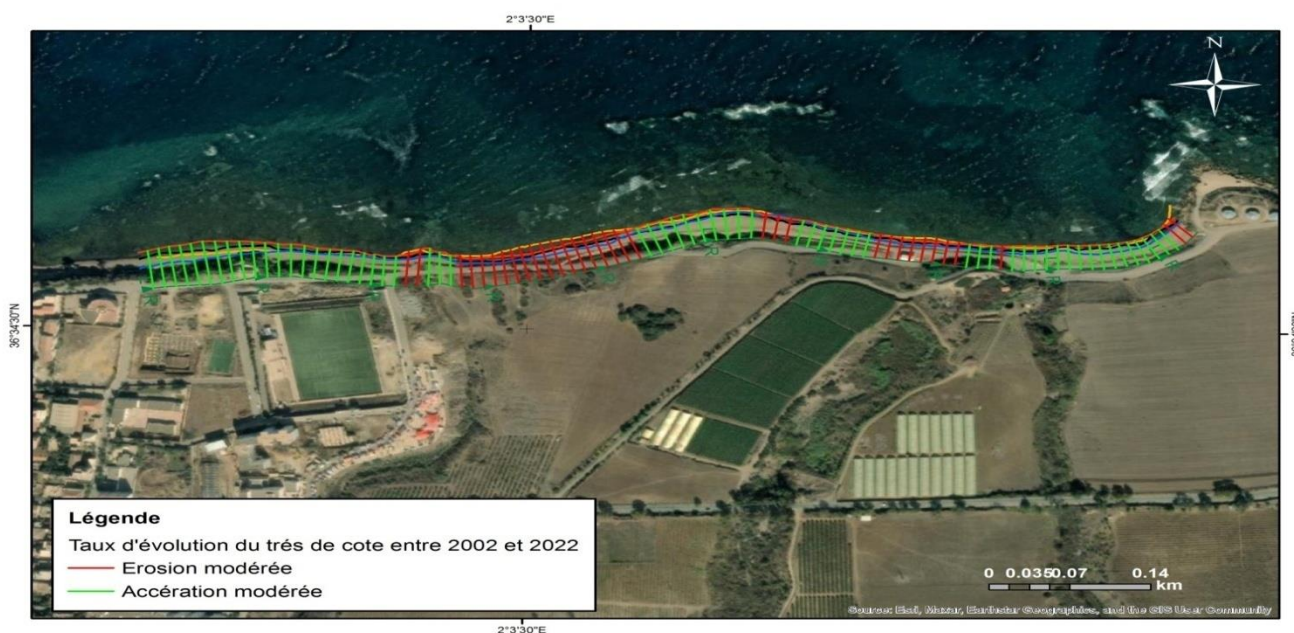 2°3'30"E
N
36°34'30"N
Légende
Taux d'évolution du trés de cote entre 2002 et 2022
Erosion modérée
Accération modérée
0 0.035 0.07 0.14
km
Sources: Esri, Maxar, Earthstar Geographics, and the GIS User Community
2°3'30"E